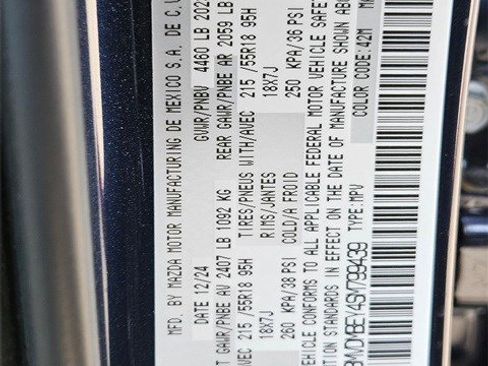 MFD. BY MAZDA MOTOR MANUFACTURING DE MEXICO S.A. DE C.V
DATE 12/24 GVWR/PNBV 4460 LB 202
T GAWR/PNBE AV 2407 LB 1092 KG REAR GAWR/PNBE AR 2059 LB
VEC 215 /55R18 95H TIRES/PNEUS WITH/AVEC 215 /55R18 95H
18X7J RIMS/JANTES 18X7J
260 KPA/38 PSI COLD/A FROID 250 KPA/36 PSI
EHICLE CONFORMS TO ALL APPLICABLE FEDERAL MOTOR VEHICLE SAFE
TION STANDARDS IN EFFECT ON THE DATE OF MANUFACTURE SHOWN ABO
TYPE:MPV COLOR CODE:42M